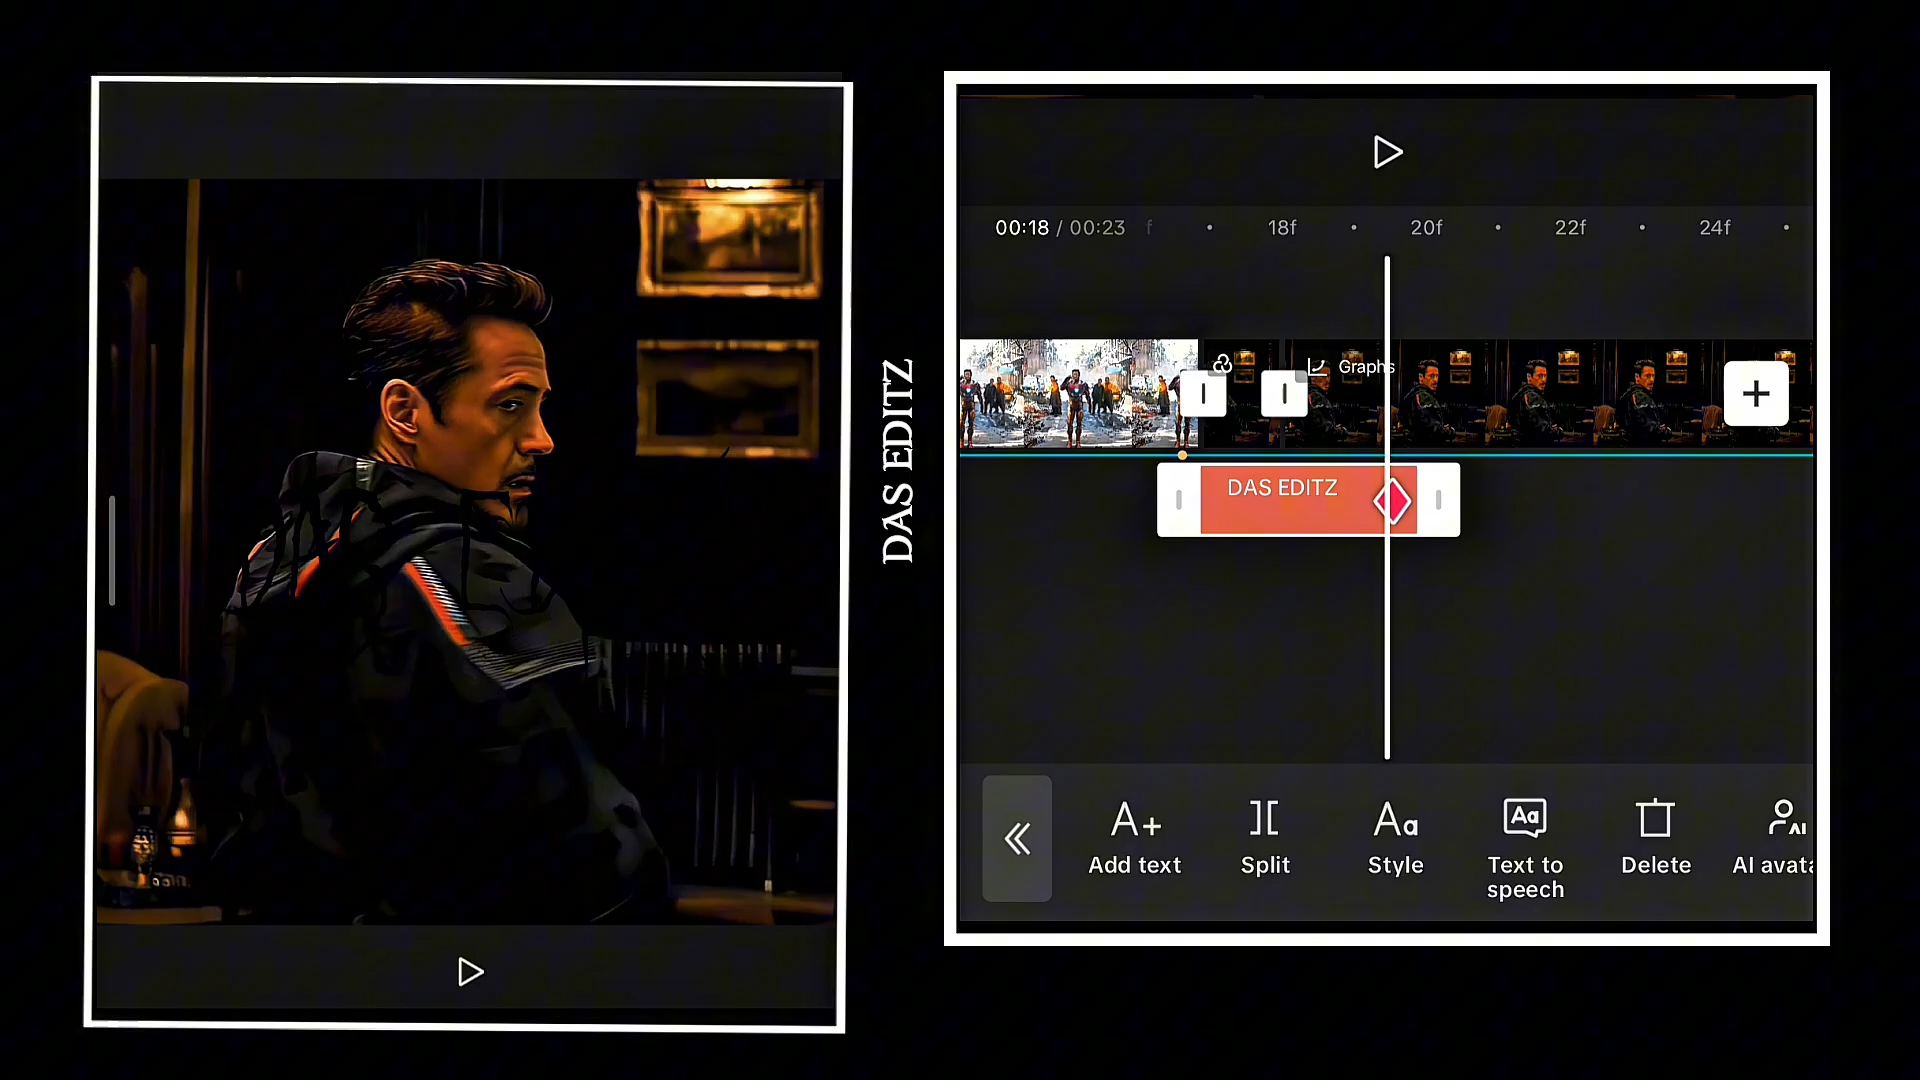 DAS EDITZ
00:18 / 00:23 f 18f 20f 22f 24f
Graphs
DAS EDITZ
Add text
Split
Style
Text to
speech
Delete
AI avata